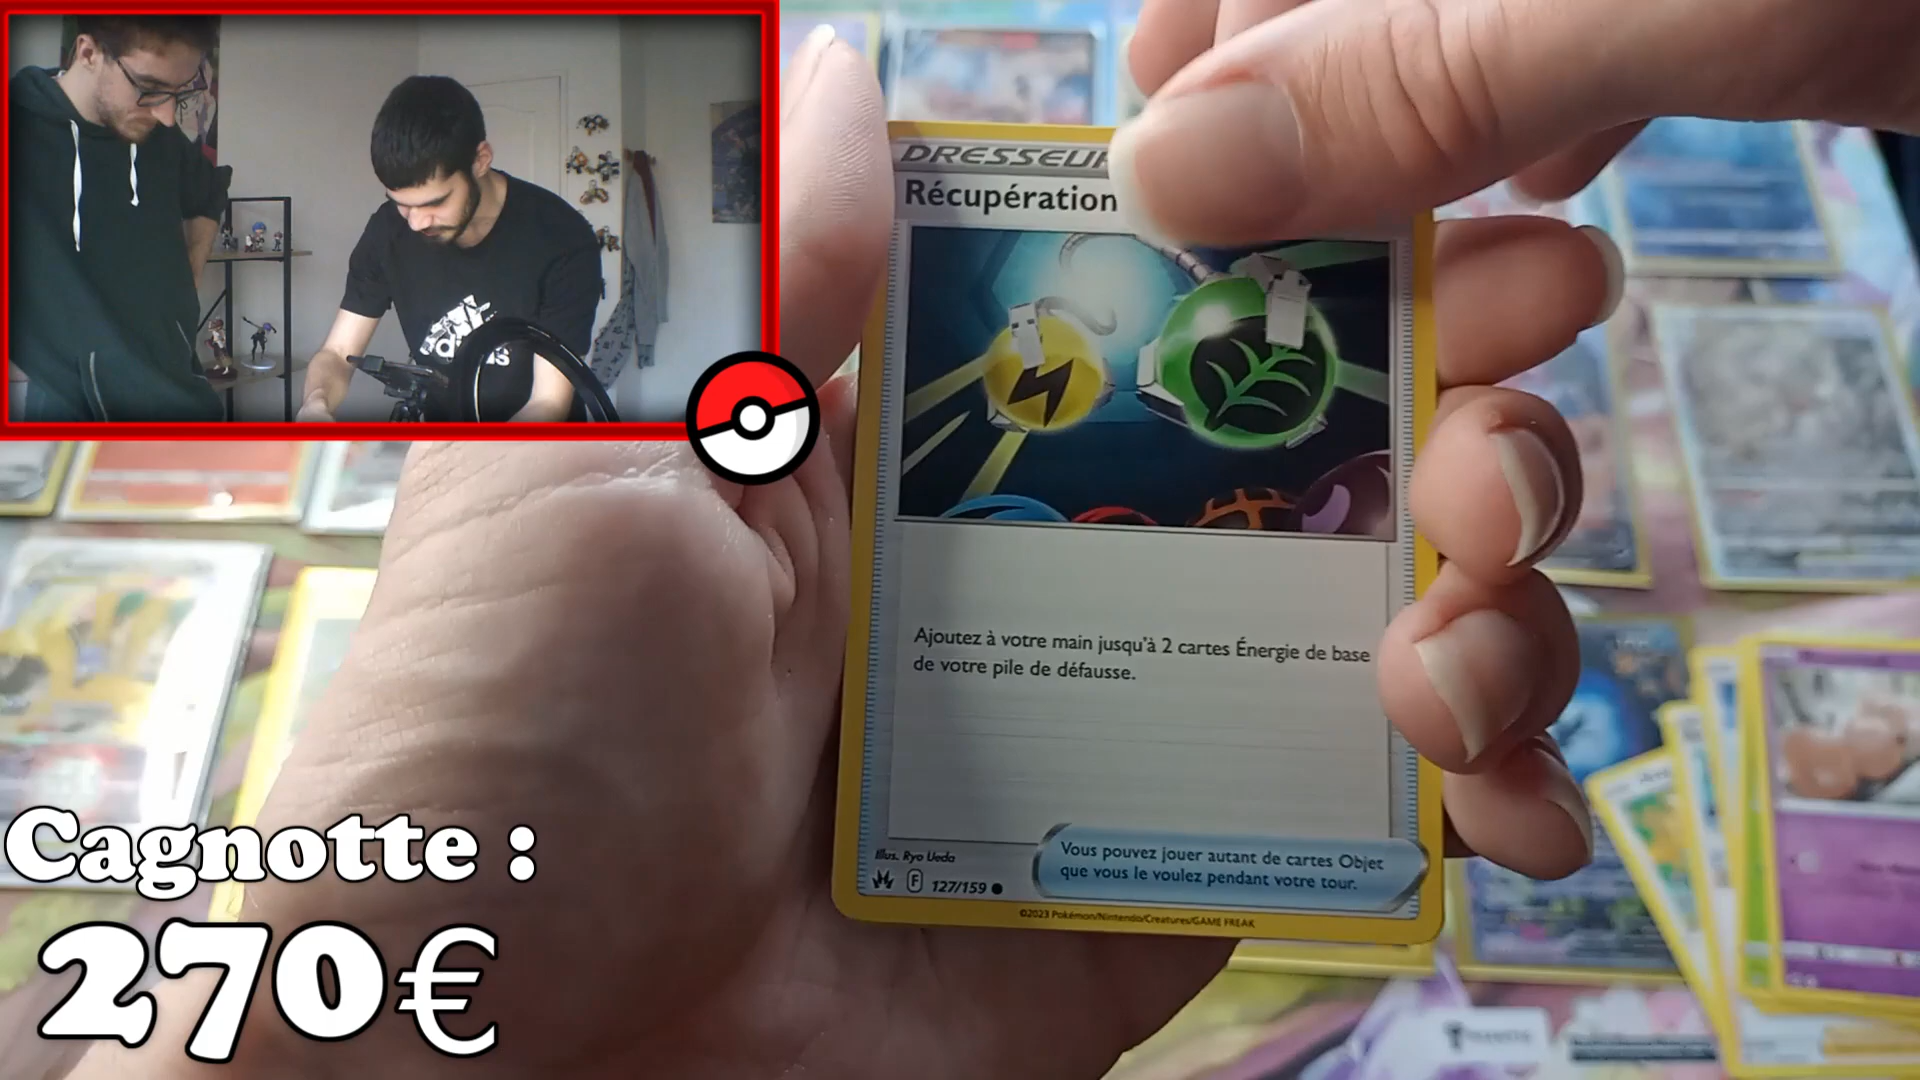 DRESSEUR
Récupération
Ajoutez à votre main jusqu'à 2 cartes Énergie de base
de votre pile de défausse.
Vous pouvez jouer autant de cartes Objet
que vous le voulez pendant votre tour.
Illus. Ryo Ueda
F 127/159
©2023 Pokémon/Nintendo/Creatures/GAME FREAK
Cagnotte :
270€